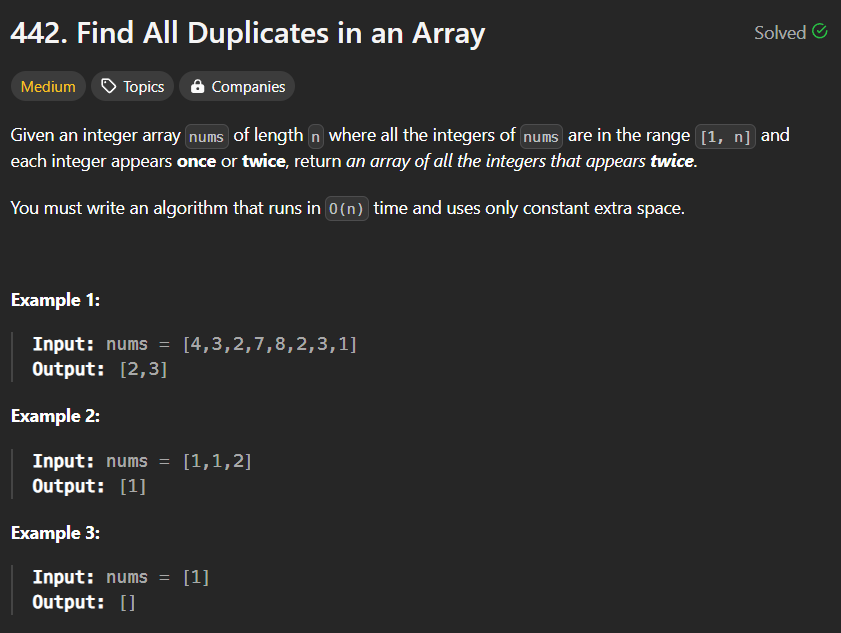 442. Find All Duplicates in an Array
Solved
Medium Topics Companies
Given an integer array nums of length n where all the integers of nums are in the range [1, n] and
each integer appears once or twice, return an array of all the integers that appears twice.
You must write an algorithm that runs in O(n) time and uses only constant extra space.
Example 1:
Input: nums = [4,3,2,7,8,2,3,1]
Output: [2,3]
Example 2:
Input: nums = [1,1,2]
Output: [1]
Example 3:
Input: nums = [1]
Output: []